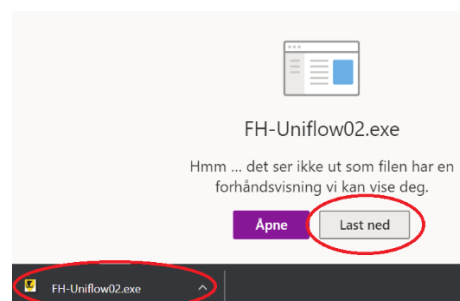 FH-Uniflow02.exe
Hmm ... det ser ikke ut som filen har en
forhåndsvisning vi kan vise deg.
Åpne
Last ned
FH-Uniflow02.exe